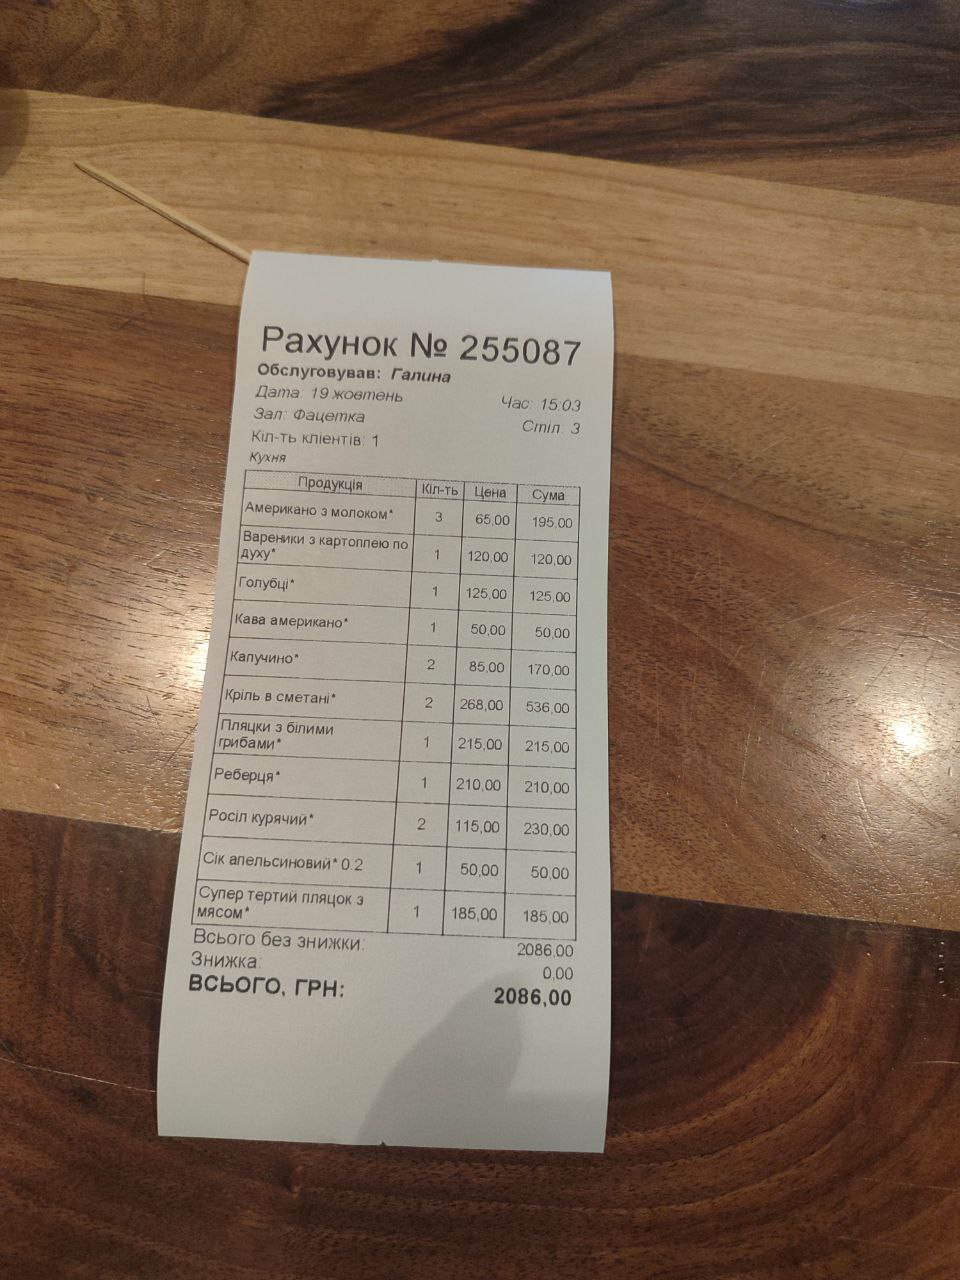 Рахунок № 255087
Обслуговував: Галина
Дата: 19 жовтень Час: 15:03
Зал: Фацетка Стіл: 3
Кіл-ть клієнтів: 1
Кухня
Продукція Кіл-ть Цена Сума
Американо з молоком* 3 65,00 195,00
Вареники з картоплею по
духу* 1 120,00 120,00
Голубці* 1 125,00 125,00
Кава американо* 1 50,00 50,00
Капучино* 2 85,00 170,00
Кріль в сметані* 2 268,00 536,00
Пляцки з білими
грибами* 1 215,00 215,00
Реберця* 1 210,00 210,00
Росіл курячий* 2 115,00 230,00
Сік апельсиновий* 0.2 1 50,00 50,00
Супер тертий пляцок з
мясом* 1 185,00 185,00
Всього без знижки: 2086,00
Знижка: 0,00
ВСЬОГО, ГРН: 2086,00